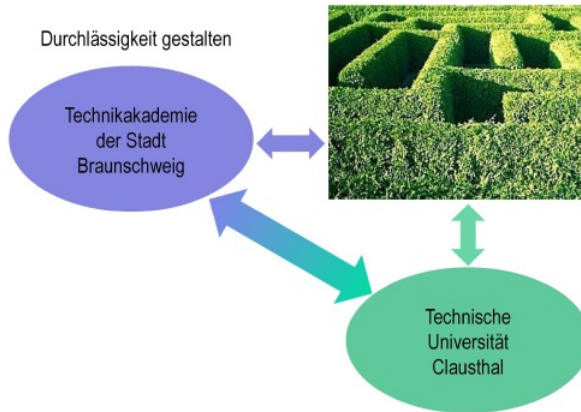 Durchlässigkeit gestalten
Technikakademie
der Stadt
Braunschweig
Technische
Universität
Clausthal